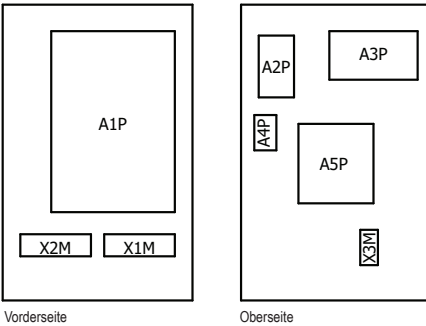 A1P
X2M
X1M
Vorderseite
A2P
A3P
A4P
A5P
X3M
Oberseite